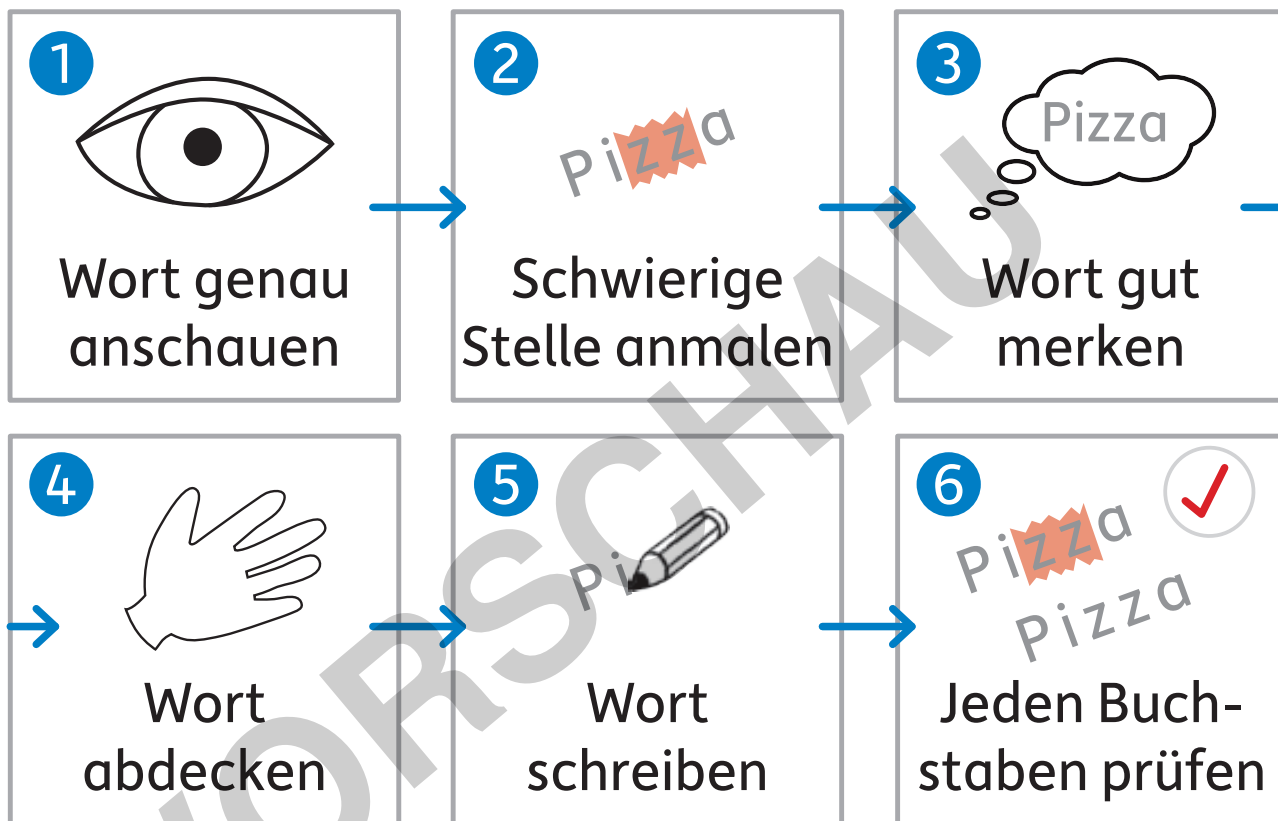 1
Wort genau
anschauen
2
Pizza
Schwierige
Stelle anmalen
3
Pizza
Wort gut
merken
4
Wort
abdecken
5
Pi
Wort
schreiben
6
Pizza
Pizza
Jeden Buch-
staben prüfen
VORSCHAU